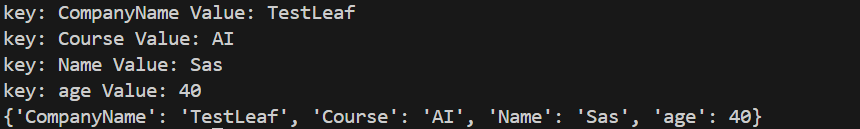 key: CompanyName Value: TestLeaf
key: Course Value: AI
key: Name Value: Sas
key: age Value: 40
{'CompanyName': 'TestLeaf', 'Course': 'AI', 'Name': 'Sas', 'age': 40}